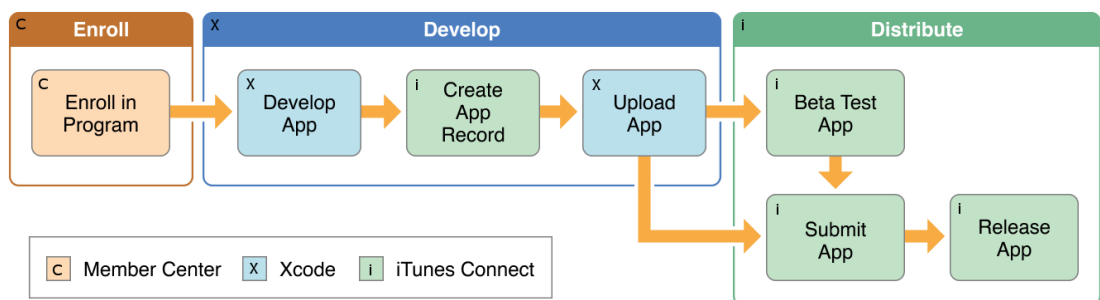 C Enroll
X Develop
i Distribute
C
Enroll in
Program
X
Develop
App
i
Create
App
Record
X
Upload
App
i
Beta Test
App
i
Submit
App
i
Release
App
C Member Center X Xcode i iTunes Connect